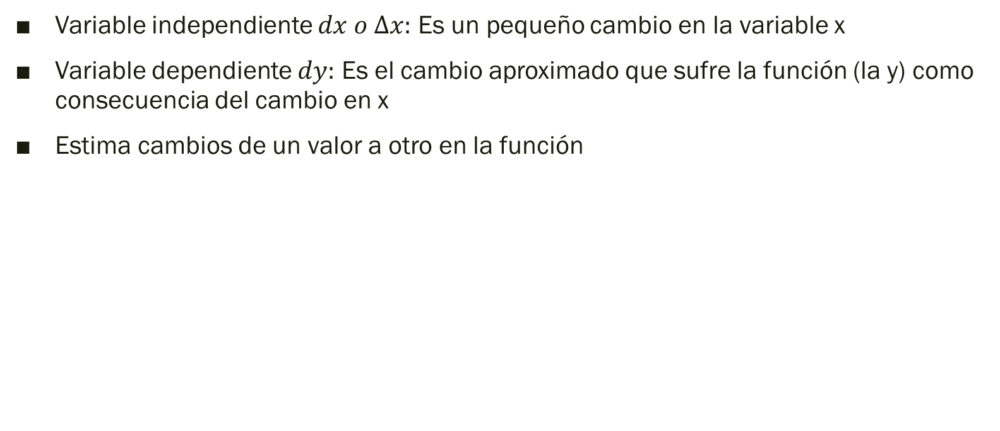 ▪ Variable independiente dx o Δx: Es un pequeño cambio en la variable x
▪ Variable dependiente dy: Es el cambio aproximado que sufre la función (la y) como
consecuencia del cambio en x
▪ Estima cambios de un valor a otro en la función